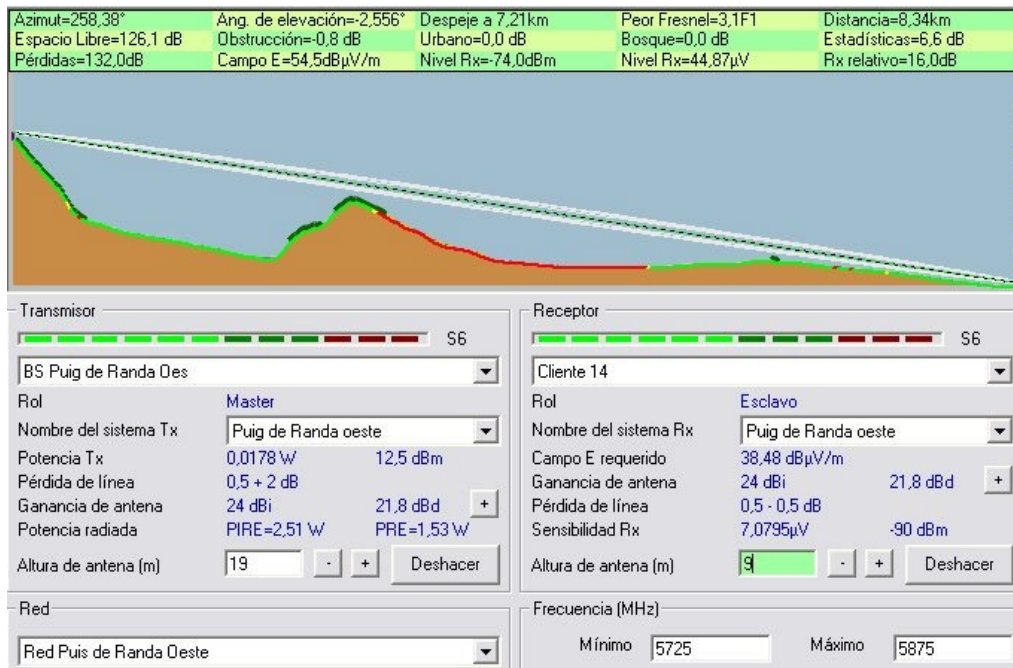 Azimut=258,38° Ang. de elevación=-2,556° Despeje a 7,21km Peor Fresnel=3,1F1 Distancia=8,34km
Espacio Libre=126,1 dB Obstrucción=-0,8 dB Urbano=0,0 dB Bosque=0,0 dB Estadísticas=6,6 dB
Pérdidas=132,0dB Campo E=54,5dBµV/m Nivel Rx=-74,0dBm Nivel Rx=44,87µV Rx relativo=16,0dB
Transmisor Receptor
S6 S6
BS Puig de Randa Oes Cliente 14
Rol Master Rol Esclavo
Nombre del sistema Tx Puig de Randa oeste Nombre del sistema Rx Puig de Randa oeste
Potencia Tx 0,0178 W 12,5 dBm Campo E requerido 38,48 dBµV/m
Pérdida de línea 0,5 + 2 dB Ganancia de antena 24 dBi 21,8 dBd +
Ganancia de antena 24 dBi 21,8 dBd + Pérdida de línea 0,5 - 0,5 dB
Potencia radiada PIRE=2,51 W PRE=1,53 W Sensibilidad Rx 7,0795µV -90 dBm
Altura de antena (m) 19 - + Deshacer Altura de antena (m) 9 - + Deshacer
Red Frecuencia (MHz)
Red Puis de Randa Oeste Mínimo 5725 Máximo 5875